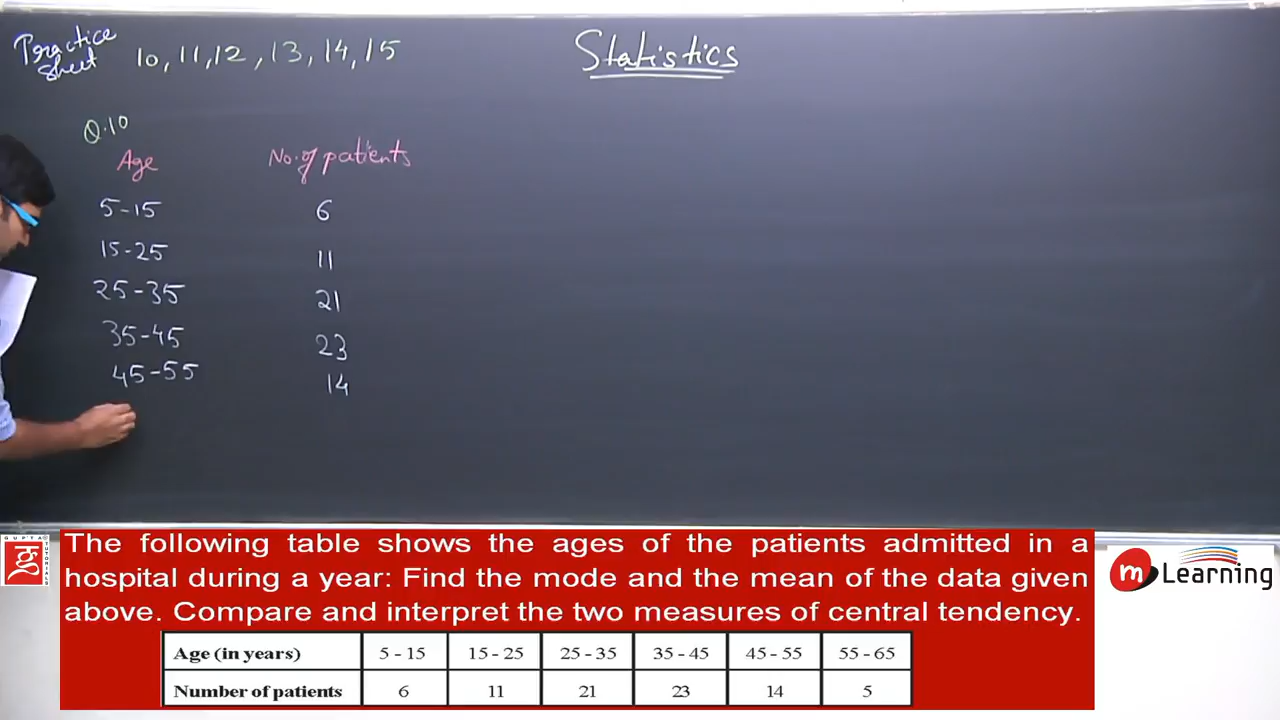 Practice Sheet 10, 11, 12, 13, 14, 15
Statistics
Q.10
Age No. of patients
5-15 6
15-25 11
25-35 21
35-45 23
45-55 14
The following table shows the ages of the patients admitted in a
hospital during a year: Find the mode and the mean of the data given
above. Compare and interpret the two measures of central tendency.
Age (in years) 5 - 15 15 - 25 25 - 35 35 - 45 45 - 55 55 - 65
Number of patients 6 11 21 23 14 5
GUPTA TUTORIALS
m Learning